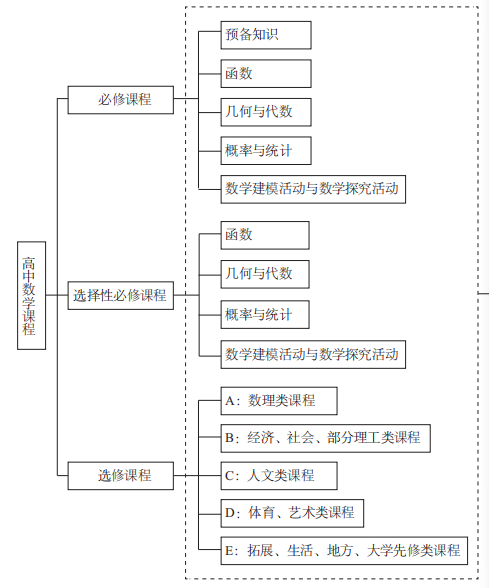 高中数学课程
必修课程
预备知识
函数
几何与代数
概率与统计
数学建模活动与数学探究活动
选择性必修课程
函数
几何与代数
概率与统计
数学建模活动与数学探究活动
选修课程
A：数理类课程
B：经济、社会、部分理工类课程
C：人文类课程
D：体育、艺术类课程
E：拓展、生活、地方、大学先修类课程